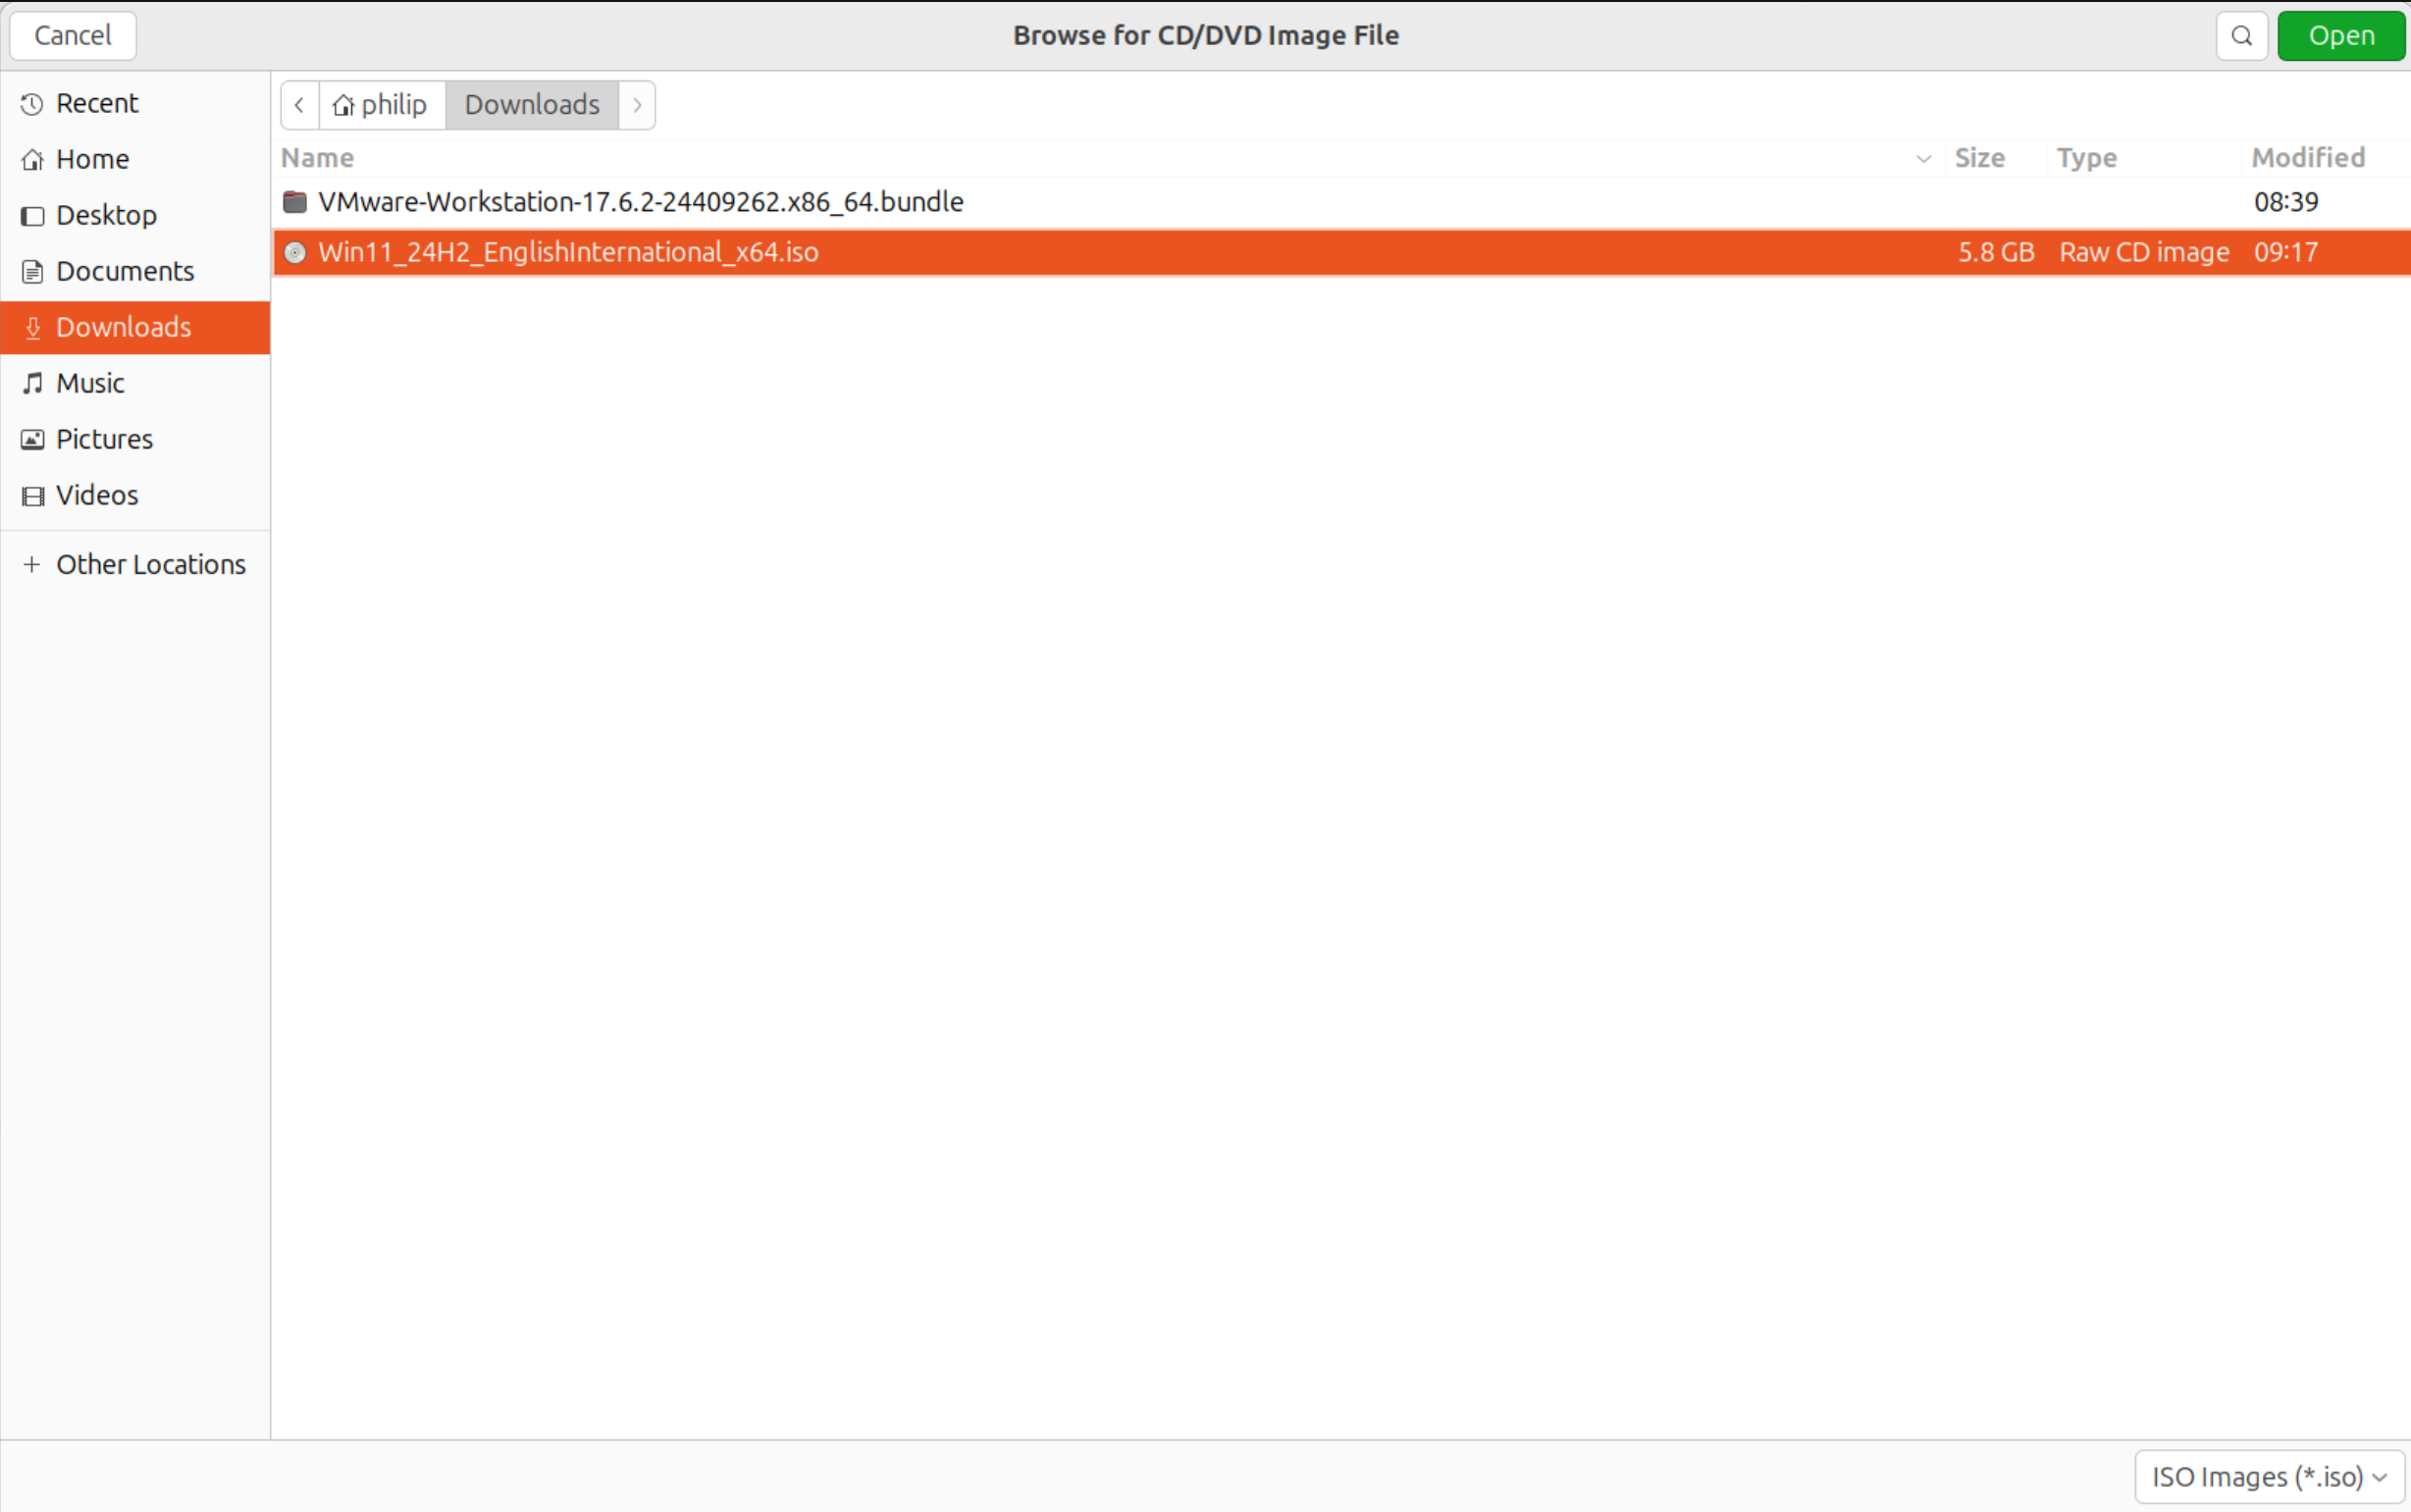 Cancel
Browse for CD/DVD Image File
Open
Recent
Home
Desktop
Documents
Downloads
Music
Pictures
Videos
Other Locations
philip
Downloads
Name Size Type Modified
VMware-Workstation-17.6.2-24409262.x86_64.bundle 08:39
Win11_24H2_EnglishInternational_x64.iso 5.8 GB Raw CD image 09:17
ISO Images (*.iso)